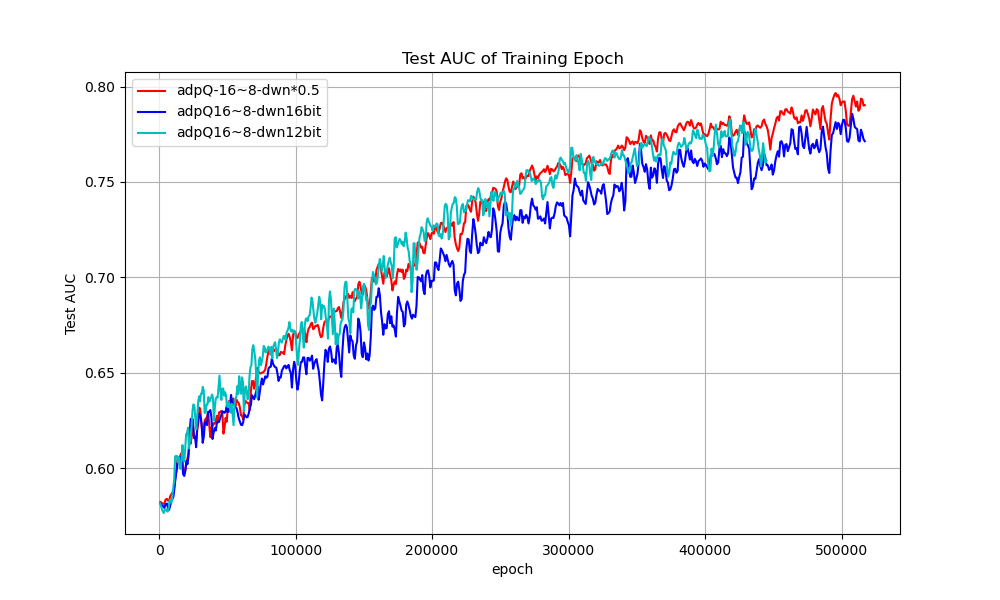 Test AUC of Training Epoch
adpQ-16~8-dwn*0.5
adpQ16~8-dwn16bit
adpQ16~8-dwn12bit
0.80
0.75
0.70
0.65
0.60
Test AUC
0 100000 200000 300000 400000 500000
epoch